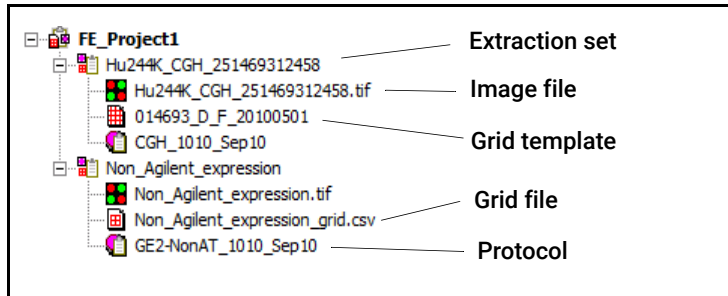 FE_Project1
Hu244K_CGH_251469312458
Extraction set
Hu244K_CGH_251469312458.tif
Image file
014693_D_F_20100501
Grid template
CGH_1010_Sep10
Non_Agilent_expression
Non_Agilent_expression.tif
Grid file
Non_Agilent_expression_grid.csv
GE2-NonAT_1010_Sep10
Protocol